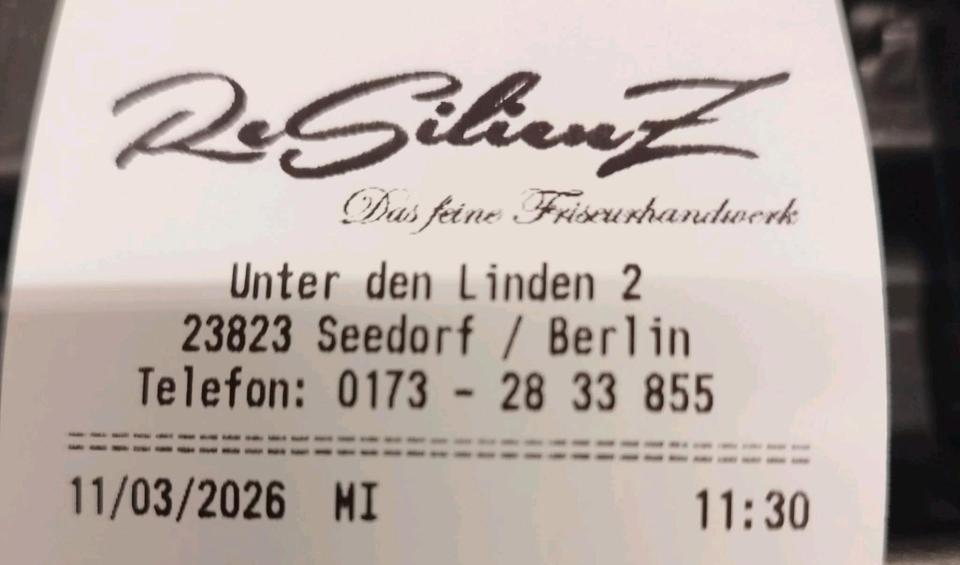 ReSilienZ
Das feine Friseurhandwerk
Unter den Linden 2
23823 Seedorf / Berlin
Telefon: 0173 - 28 33 855
================================
11/03/2026 MI 11:30